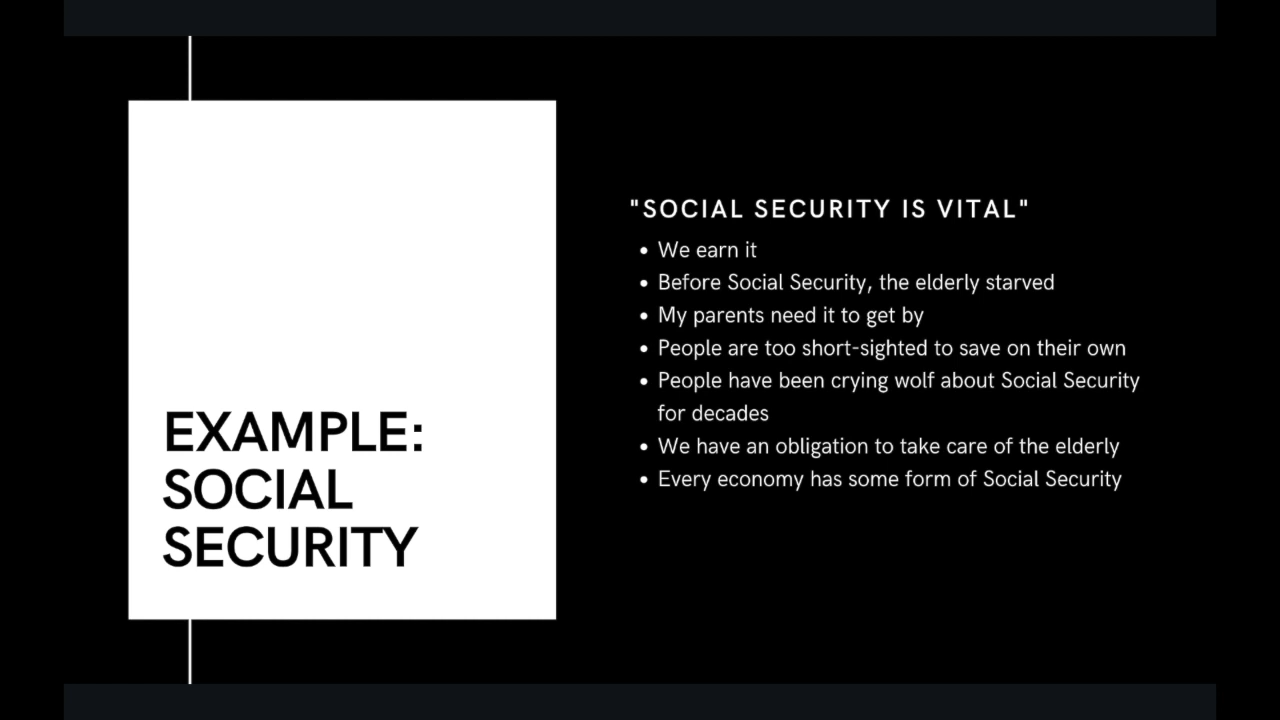 EXAMPLE:
SOCIAL
SECURITY
"SOCIAL SECURITY IS VITAL"
• We earn it
• Before Social Security, the elderly starved
• My parents need it to get by
• People are too short-sighted to save on their own
• People have been crying wolf about Social Security
for decades
• We have an obligation to take care of the elderly
• Every economy has some form of Social Security